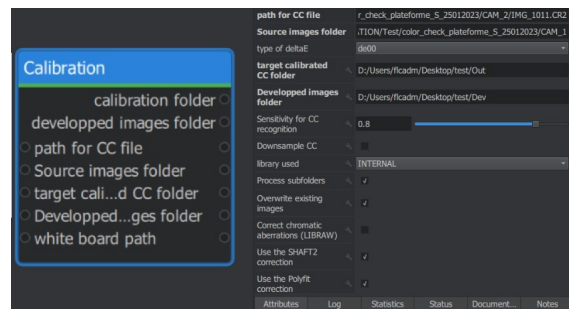 Calibration
calibration folder
developped images folder
path for CC file
Source images folder
target cali...d CC folder
Developped...ges folder
white board path
path for CC file r_check_plateforme_S_25012023/CAM_2/IMG_1011.CR2
Source images folder .TION/Test/color_check_plateforme_S_25012023/CAM_1
type of deltaE de00
target calibrated
CC folder D:/Users/flcadm/Desktop/test/Out
Developped images
folder D:/Users/flcadm/Desktop/test/Dev
Sensitivity for CC
recognition 0.8
Downsample CC
library used INTERNAL
Process subfolders
Overwrite existing
images
Correct chromatic
aberrations (LIBRAW)
Use the SHAFT2
correction
Use the Polyfit
correction
Attributes Log Statistics Status Document... Notes